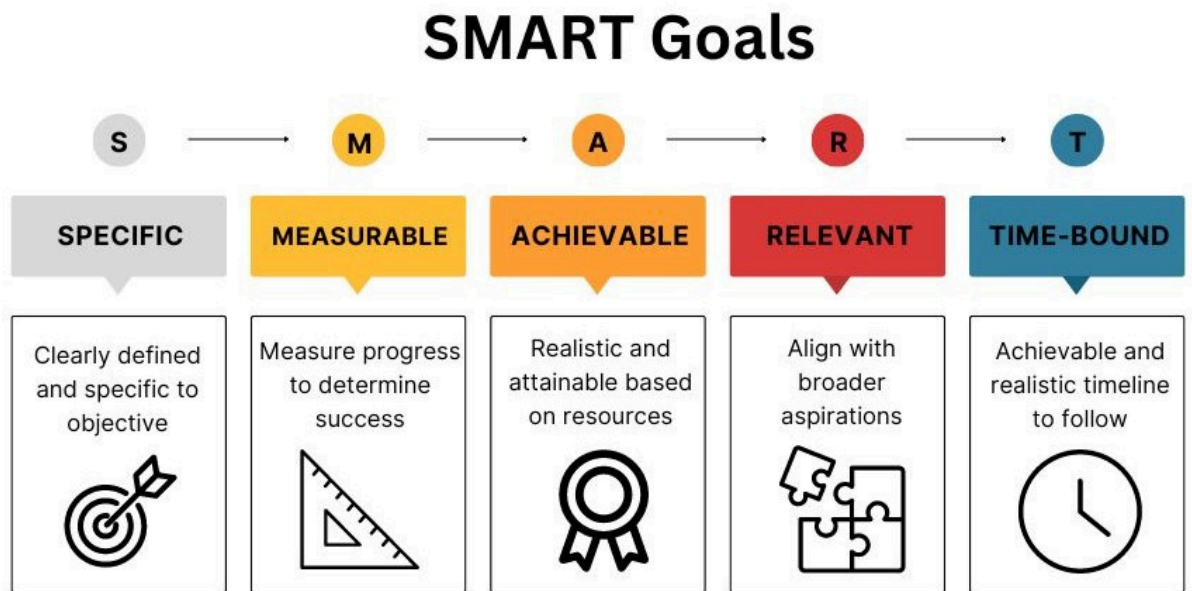 SMART Goals
S
M
A
R
T
SPECIFIC
MEASURABLE
ACHIEVABLE
RELEVANT
TIME-BOUND
Clearly defined
and specific to
objective
Measure progress
to determine
success
Realistic and
attainable based
on resources
Align with
broader
aspirations
Achievable and
realistic timeline
to follow